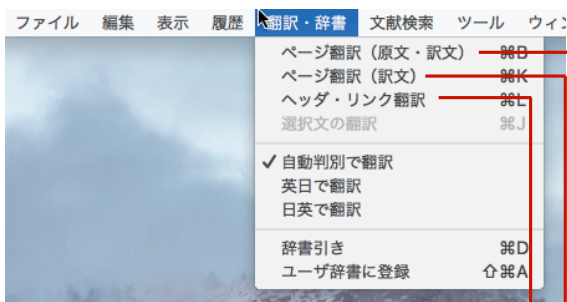 ファイル 編集 表示 履歴 翻訳・辞書 文献検索 ツール ウィン
ページ翻訳（原文・訳文） ⌘B
ページ翻訳（訳文） ⌘K
ヘッダ・リンク翻訳 ⌘L
選択文の翻訳 ⌘J
✓ 自動判別で翻訳
英日で翻訳
日英で翻訳
辞書引き ⌘D
ユーザ辞書に登録 ⇧⌘A